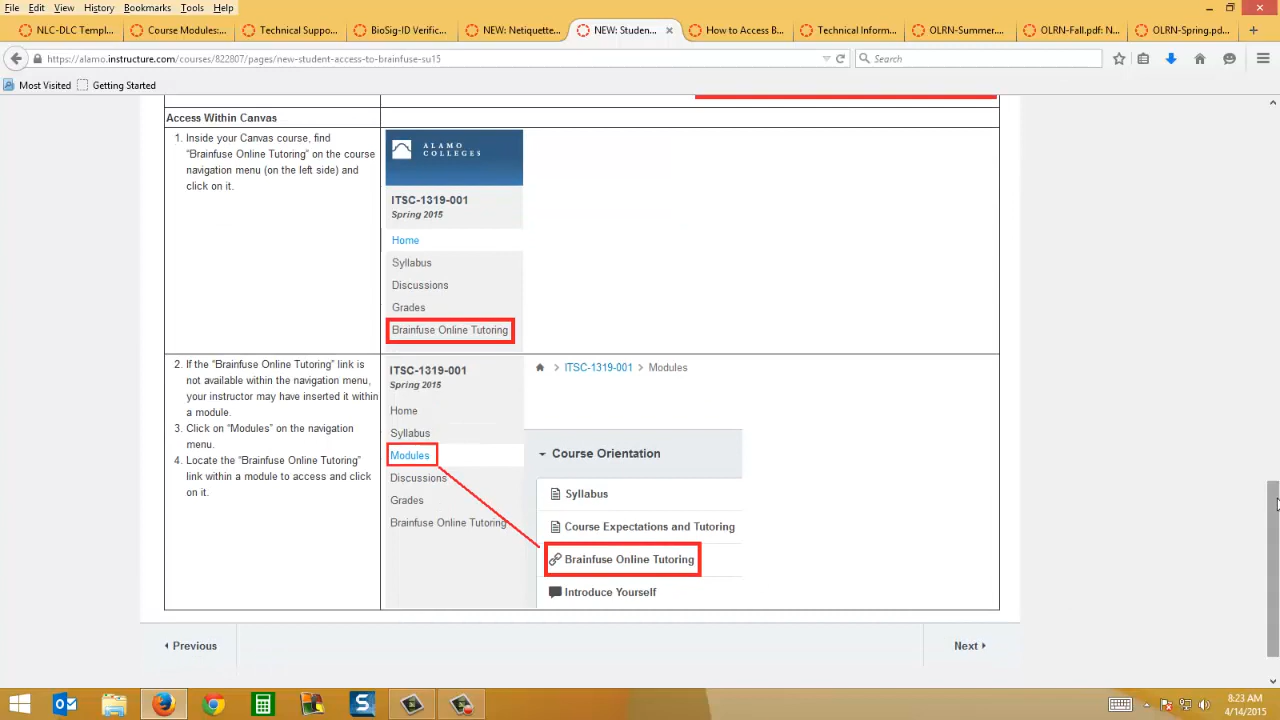 File Edit View History Bookmarks Tools Help
NLC-DLC Templ...
Course Modules:...
Technical Suppo...
BioSig-ID Verific...
NEW: Netiquette...
NEW: Studen...
How to Access B...
Technical Inform...
OLRN-Summer....
OLRN-Fall.pdf: N...
OLRN-Spring.pd...
https://alamo.instructure.com/courses/822807/pages/new-student-access-to-brainfuse-su15
Search
Most Visited
Getting Started
Access Within Canvas
1. Inside your Canvas course, find
"Brainfuse Online Tutoring" on the course
navigation menu (on the left side) and
click on it.
ALAMO
COLLEGES
ITSC-1319-001
Spring 2015
Home
Syllabus
Discussions
Grades
Brainfuse Online Tutoring
2. If the "Brainfuse Online Tutoring" link is
not available within the navigation menu,
your instructor may have inserted it within
a module.
3. Click on "Modules" on the navigation
menu.
4. Locate the "Brainfuse Online Tutoring"
link within a module to access and click
on it.
ITSC-1319-001
Spring 2015
Home
Syllabus
Modules
Discussions
Grades
Brainfuse Online Tutoring
> ITSC-1319-001 > Modules
Course Orientation
Syllabus
Course Expectations and Tutoring
Brainfuse Online Tutoring
Introduce Yourself
Previous
Next
8:23 AM
4/14/2015